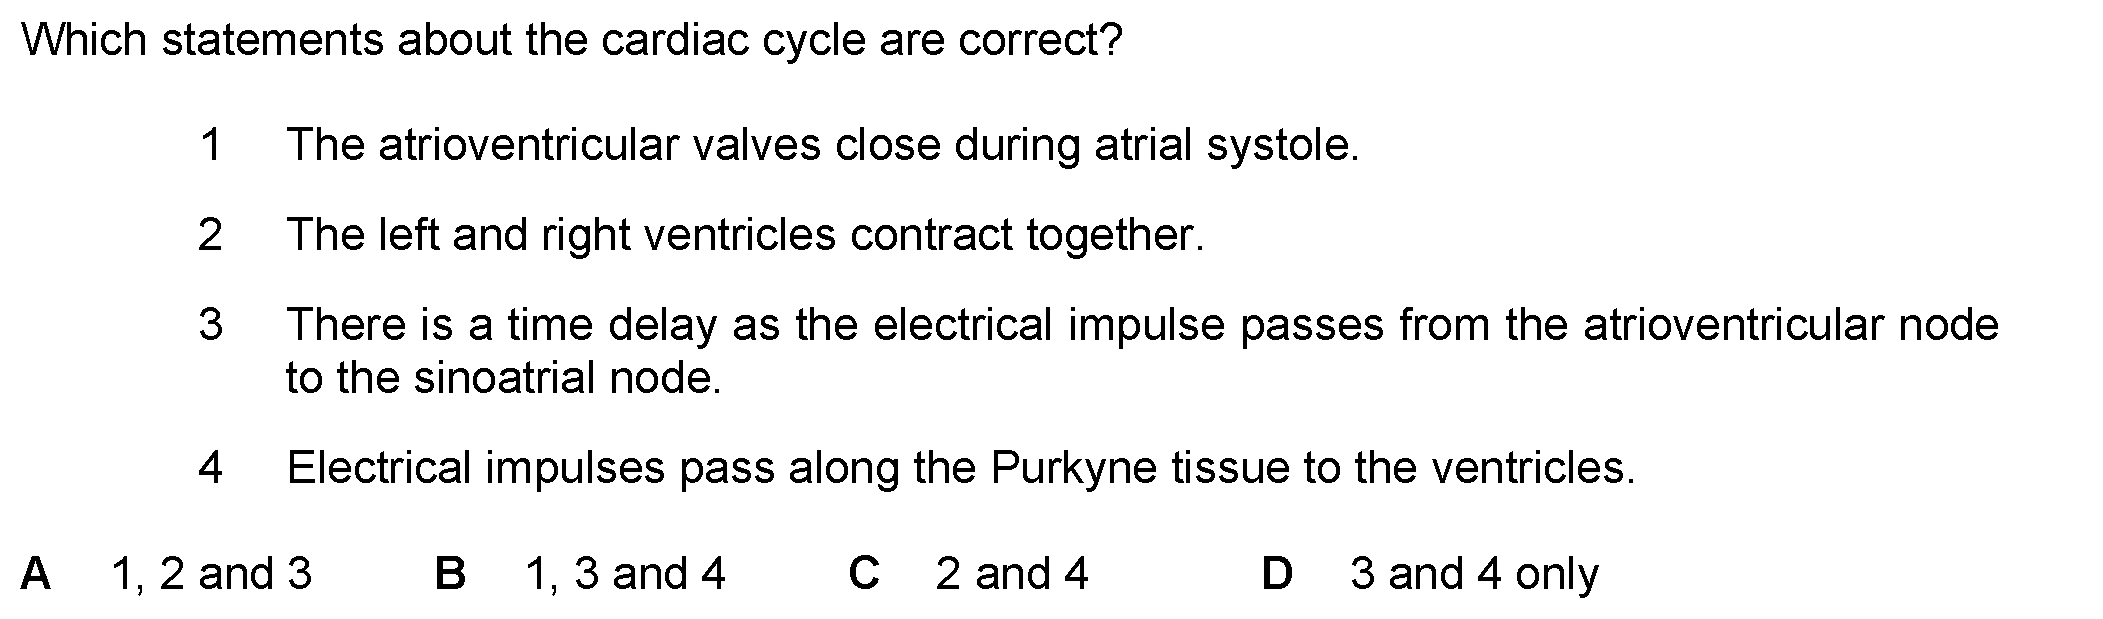 Which statements about the cardiac cycle are correct?
1 The atrioventricular valves close during atrial systole.
2 The left and right ventricles contract together.
3 There is a time delay as the electrical impulse passes from the atrioventricular node
to the sinoatrial node.
4 Electrical impulses pass along the Purkyne tissue to the ventricles.
A 1, 2 and 3 B 1, 3 and 4 C 2 and 4 D 3 and 4 only